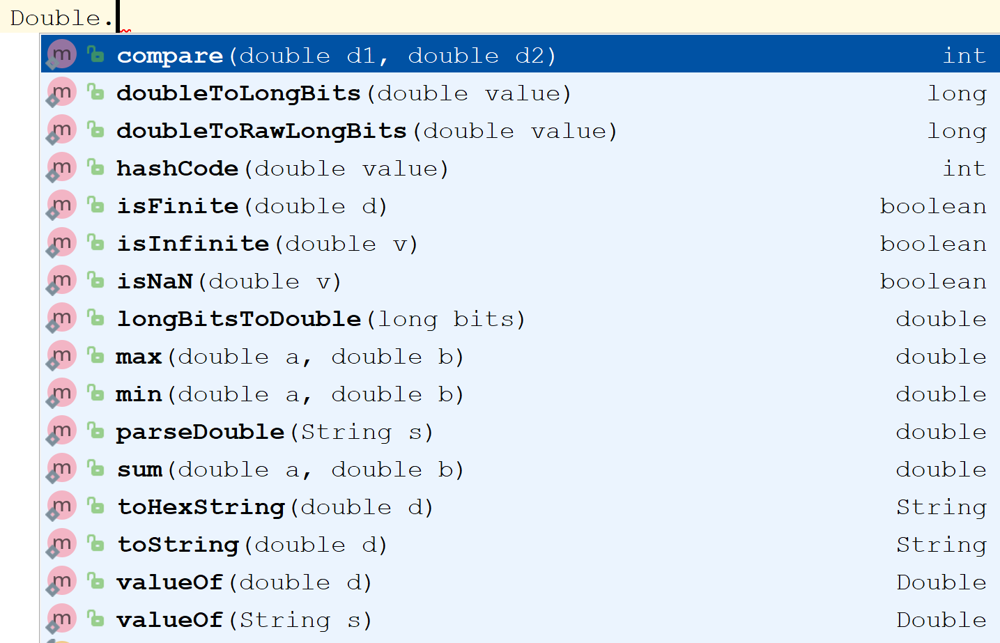 Double.
m compare(double d1, double d2) int
m doubleToLongBits(double value) long
m doubleToRawLongBits(double value) long
m hashCode(double value) int
m isFinite(double d) boolean
m isInfinite(double v) boolean
m isNaN(double v) boolean
m longBitsToDouble(long bits) double
m max(double a, double b) double
m min(double a, double b) double
m parseDouble(String s) double
m sum(double a, double b) double
m toHexString(double d) String
m toString(double d) String
m valueOf(double d) Double
m valueOf(String s) Double